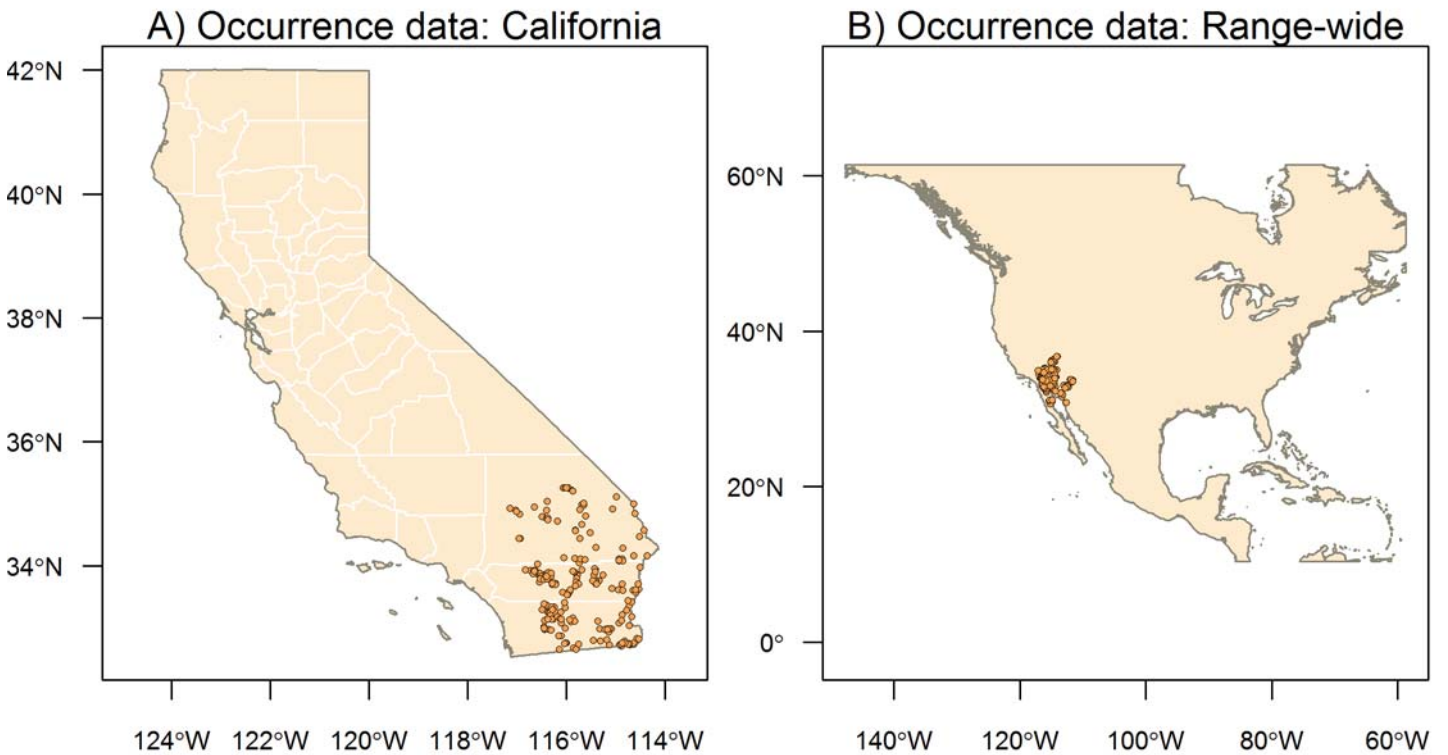 A) Occurrence data: California
42°N
40°N
38°N
36°N
34°N
124°W 122°W 120°W 118°W 116°W 114°W
B) Occurrence data: Range-wide
60°N
40°N
20°N
0°
140°W 120°W 100°W 80°W 60°W